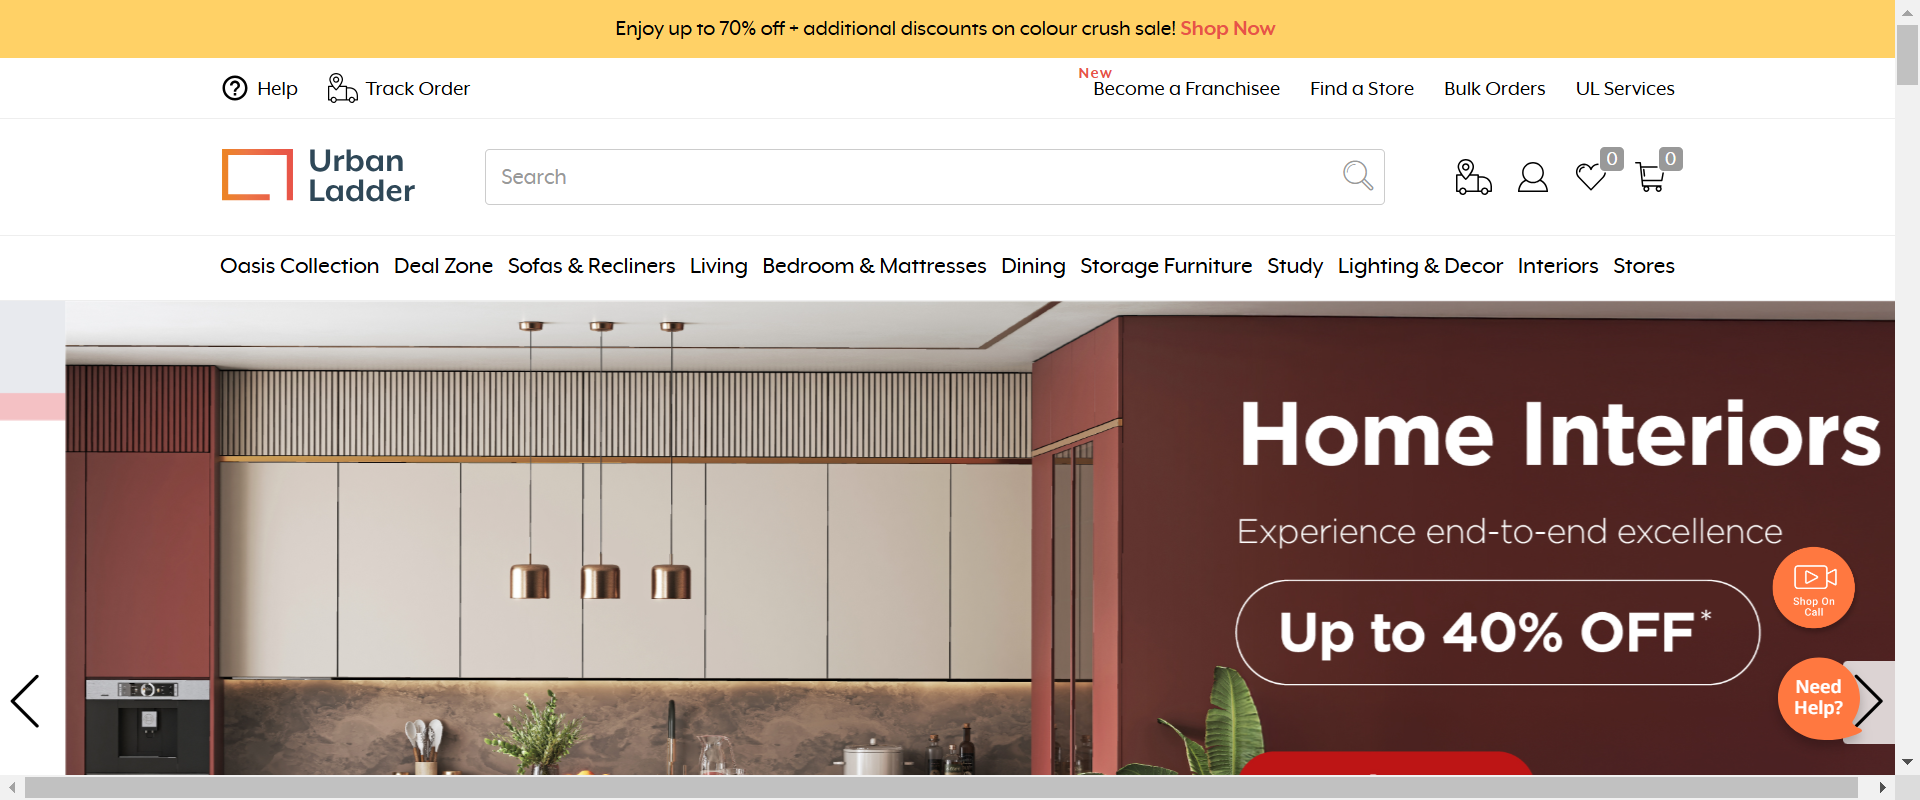 Enjoy up to 70% off + additional discounts on colour crush sale! Shop Now
Help
Track Order
New
Become a Franchisee
Find a Store
Bulk Orders
UL Services
Urban
Ladder
Search
0
0
Oasis Collection
Deal Zone
Sofas & Recliners
Living
Bedroom & Mattresses
Dining
Storage Furniture
Study
Lighting & Decor
Interiors
Stores
Home Interiors
Experience end-to-end excellence
Up to 40% OFF*
Shop On
Call
Need
Help?